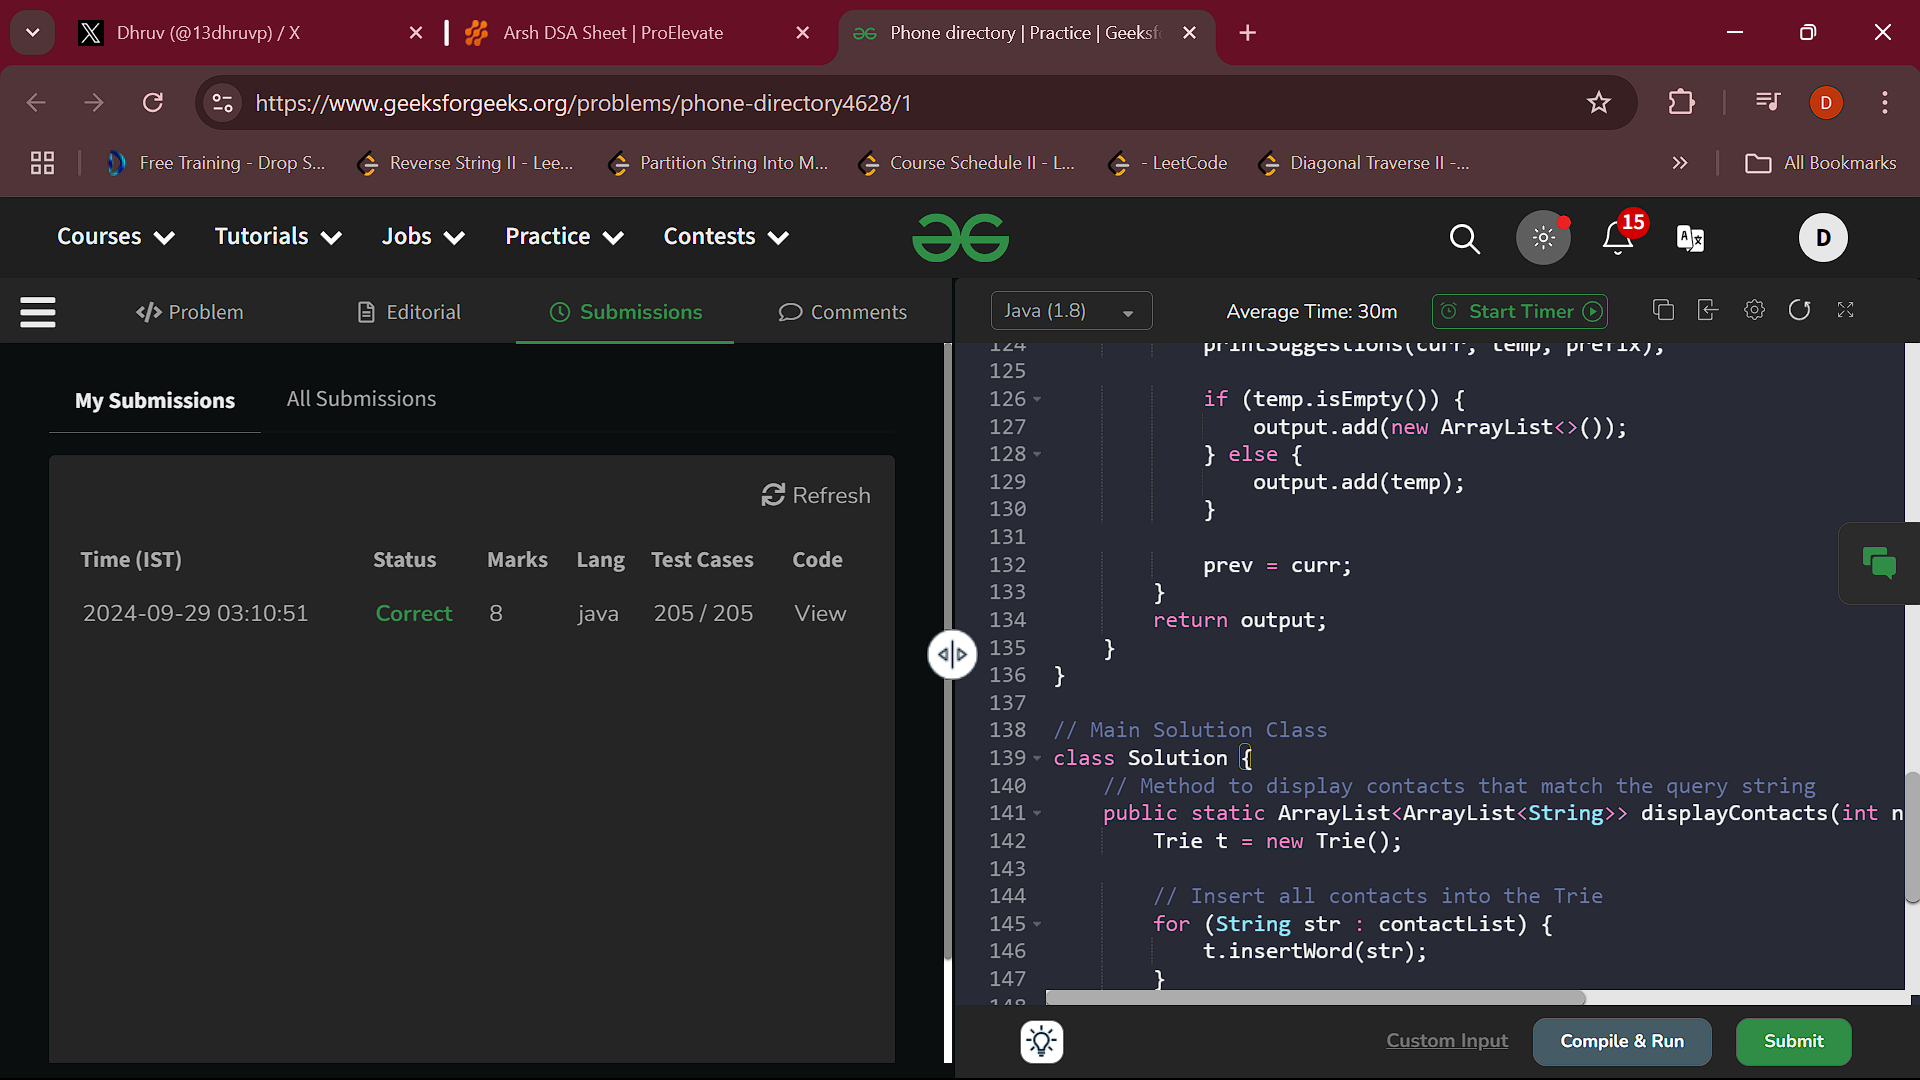 Dhruv (@13dhruvp) / X
Arsh DSA Sheet | ProElevate
Phone directory | Practice | Geeksf
https://www.geeksforgeeks.org/problems/phone-directory4628/1
D
Free Training - Drop S...
Reverse String II - Lee...
Partition String Into M...
Course Schedule II - L...
- LeetCode
Diagonal Traverse II -...
All Bookmarks
Courses
Tutorials
Jobs
Practice
Contests
15
D
</> Problem
Editorial
Submissions
Comments
Java (1.8)
Average Time: 30m
Start Timer
My Submissions
All Submissions
Refresh
Time (IST) Status Marks Lang Test Cases Code
2024-09-29 03:10:51 Correct 8 java 205 / 205 View
124 printSuggestions(curr, temp, prefix);
125
126 if (temp.isEmpty()) {
127 output.add(new ArrayList<>());
128 } else {
129 output.add(temp);
130 }
131
132 prev = curr;
133 }
134 return output;
135 }
136 }
137
138 // Main Solution Class
139 class Solution {
140 // Method to display contacts that match the query string
141 public static ArrayList<ArrayList<String>> displayContacts(int n
142 Trie t = new Trie();
143
144 // Insert all contacts into the Trie
145 for (String str : contactList) {
146 t.insertWord(str);
147 }
148
Custom Input
Compile & Run
Submit